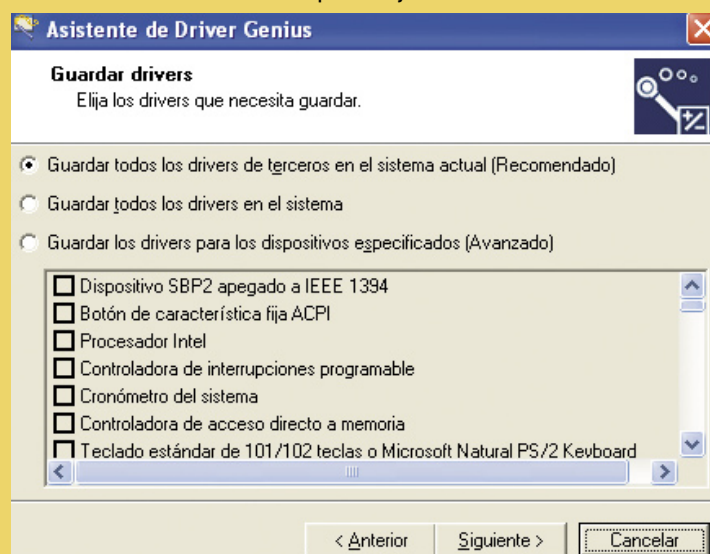 Asistente de Driver Genius
Guardar drivers
Elija los drivers que necesita guardar.
Guardar todos los drivers de terceros en el sistema actual (Recomendado)
Guardar todos los drivers en el sistema
Guardar los drivers para los dispositivos especificados (Avanzado)
Dispositivo SBP2 apegado a IEEE 1394
Botón de característica fija ACPI
Procesador Intel
Controladora de interrupciones programable
Cronómetro del sistema
Controladora de acceso directo a memoria
Teclado estándar de 101/102 teclas o Microsoft Natural PS/2 Keyboard
< Anterior
Siguiente >
Cancelar